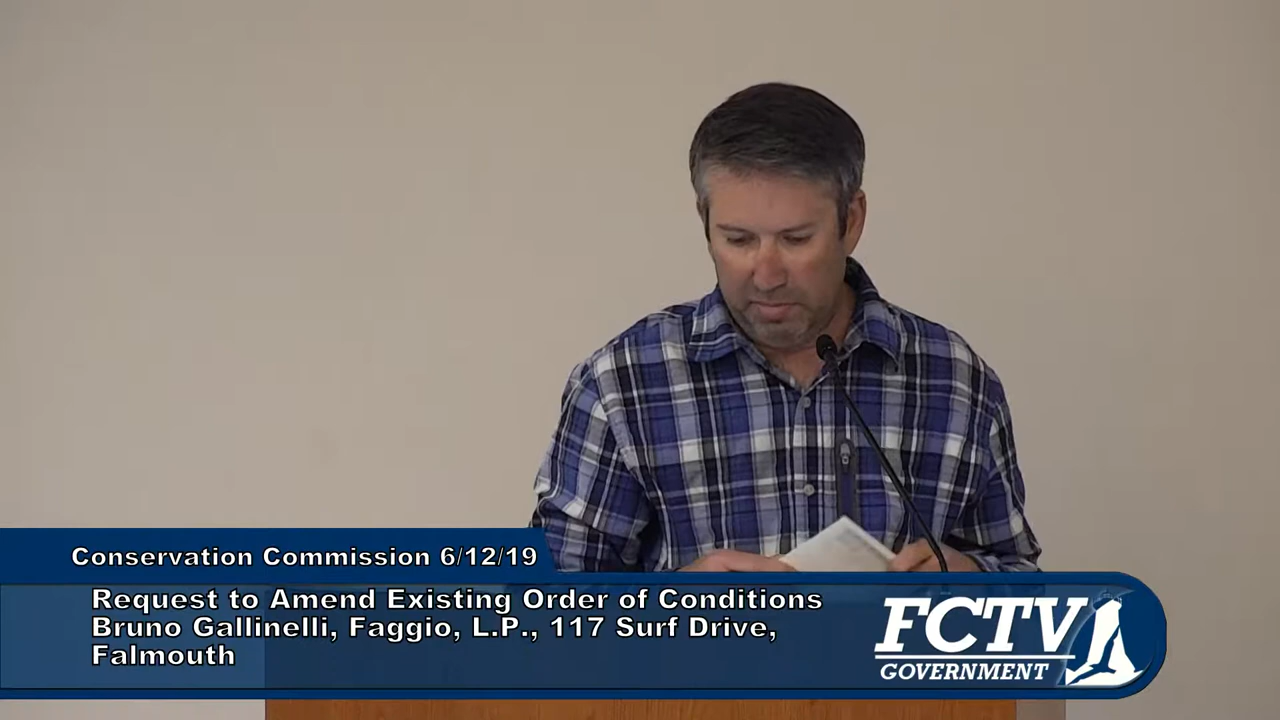 Conservation Commission 6/12/19
Request to Amend Existing Order of Conditions
Bruno Gallinelli, Faggio, L.P., 117 Surf Drive,
Falmouth
FCTV
GOVERNMENT